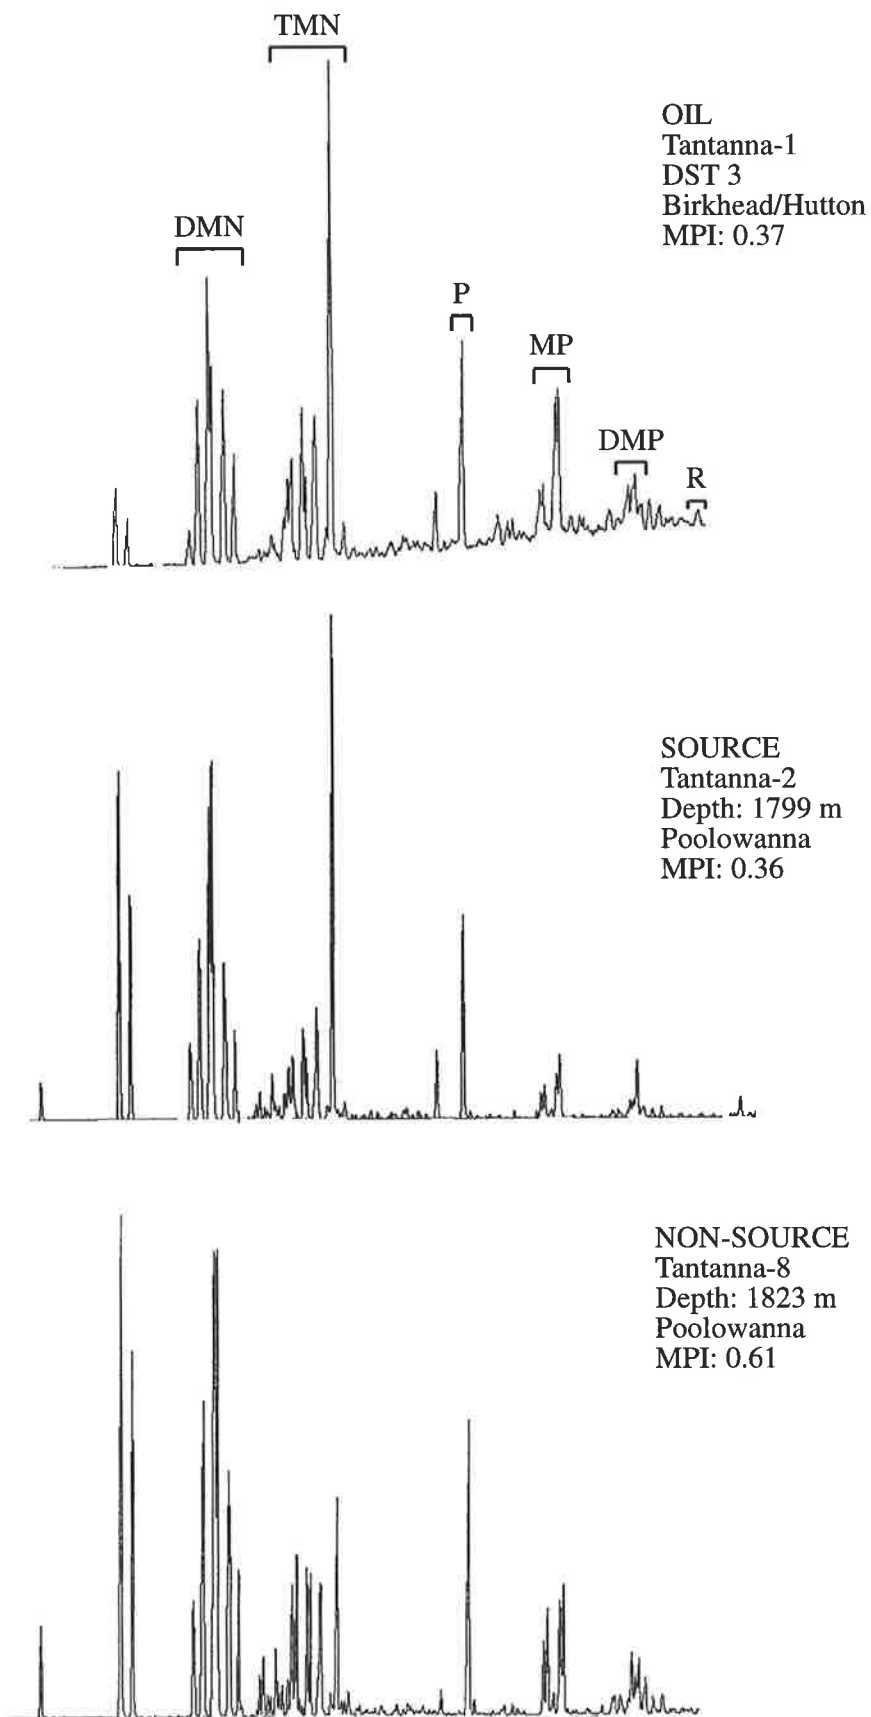 TMN
DMN
P
MP
DMP
R
OIL
Tantanna-1
DST 3
Birkhead/Hutton
MPI: 0.37
SOURCE
Tantanna-2
Depth: 1799 m
Poolowanna
MPI: 0.36
NON-SOURCE
Tantanna-8
Depth: 1823 m
Poolowanna
MPI: 0.61